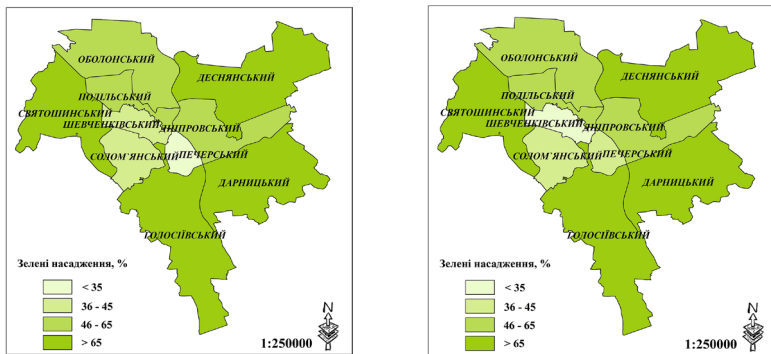 ОБОЛОНСЬКИЙ
ДЕСНЯНСЬКИЙ
ПОДІЛЬСЬКИЙ
СВЯТОШИНСЬКИЙ
ШЕВЧЕНКІВСЬКИЙ
ДНІПРОВСЬКИЙ
СОЛОМ'ЯНСЬКИЙ
ПЕЧЕРСЬКИЙ
ДАРНИЦЬКИЙ
ГОЛОСІЇВСЬКИЙ
Зелені насадження, %
< 35
36 - 45
46 - 65
> 65
N
1:250000
ОБОЛОНСЬКИЙ
ДЕСНЯНСЬКИЙ
ПОДІЛЬСЬКИЙ
СВЯТОШИНСЬКИЙ
ШЕВЧЕНКІВСЬКИЙ
ДНІПРОВСЬКИЙ
СОЛОМ'ЯНСЬКИЙ
ПЕЧЕРСЬКИЙ
ДАРНИЦЬКИЙ
ГОЛОСІЇВСЬКИЙ
Зелені насадження, %
< 35
36 - 45
46 - 65
> 65
N
1:250000